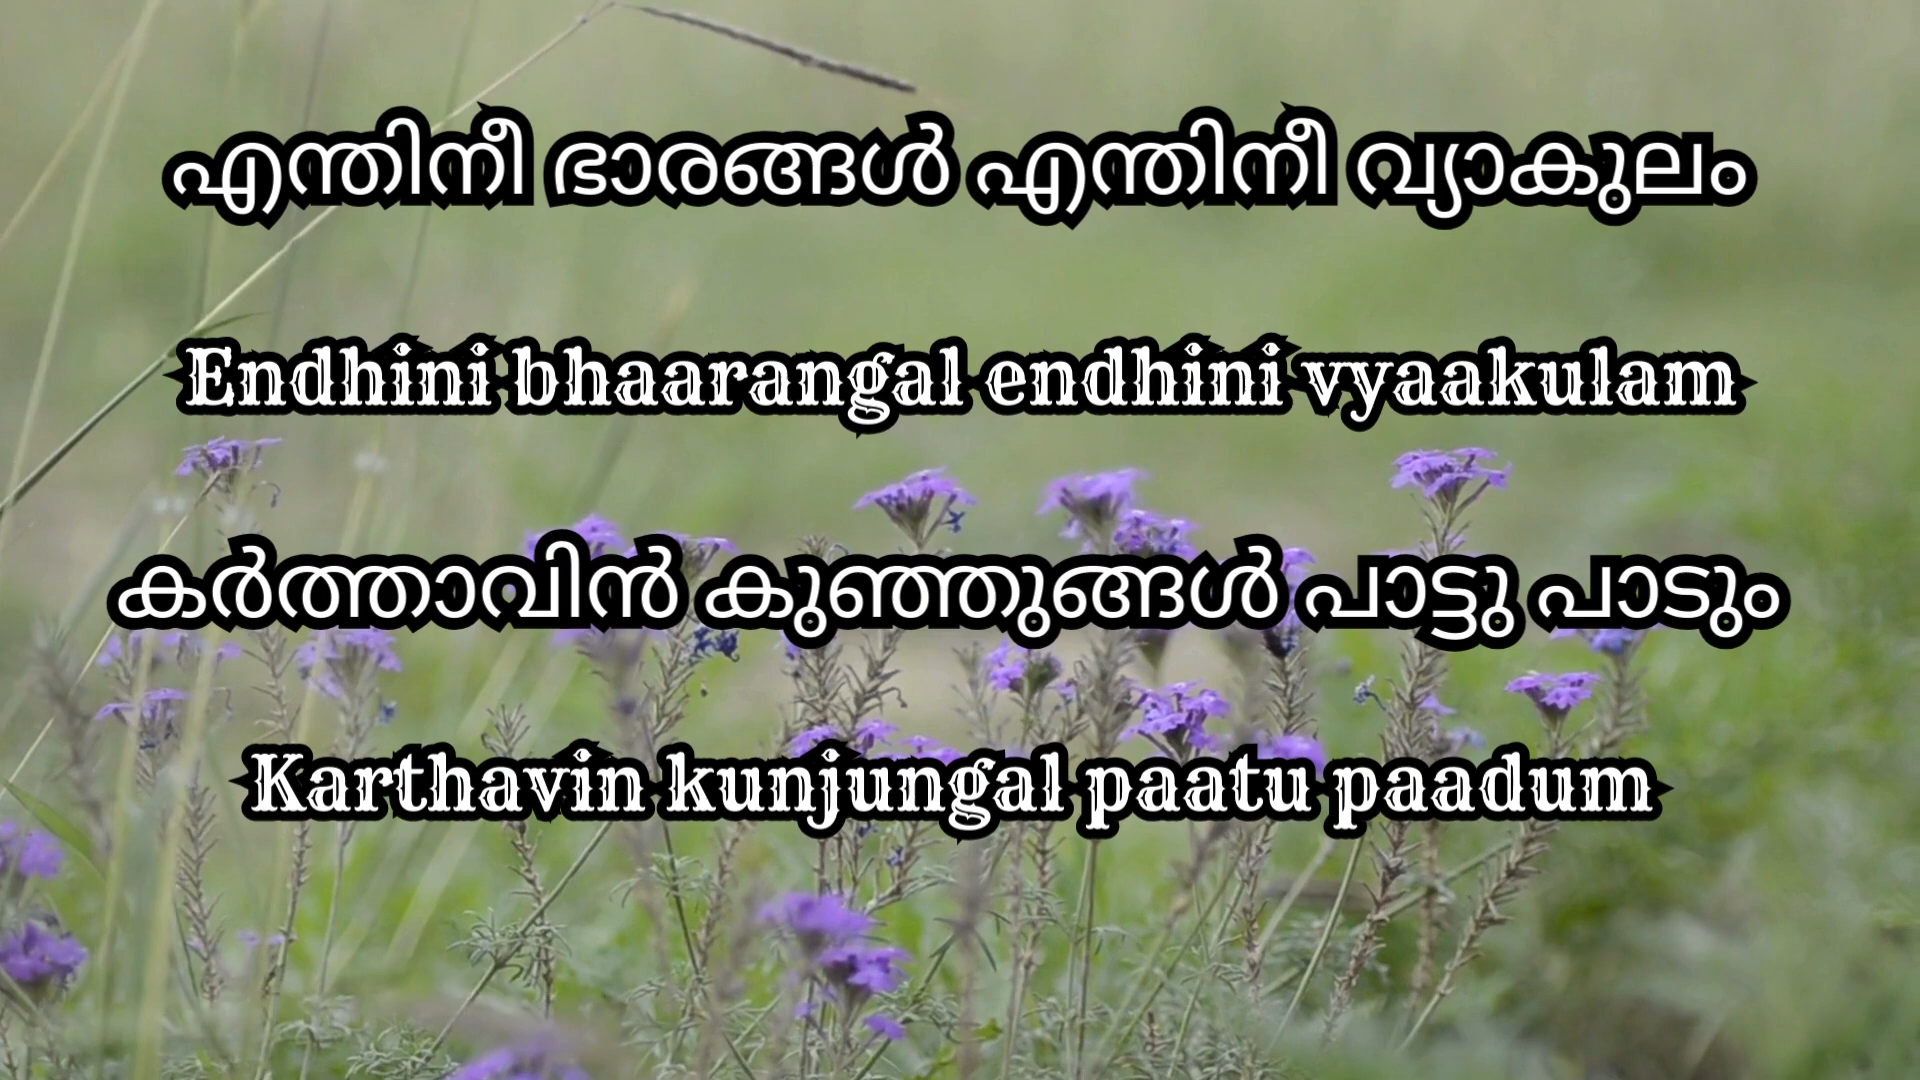 എന്തിനീ ഭാരങ്ങൾ എന്തിനീ വ്യാകുലം
Endhini bhaarangal endhini vyaakulam
കർത്താവിൻ കുഞ്ഞുങ്ങൾ പാട്ടു പാടും
Karthavin kunjungal paatu paadum